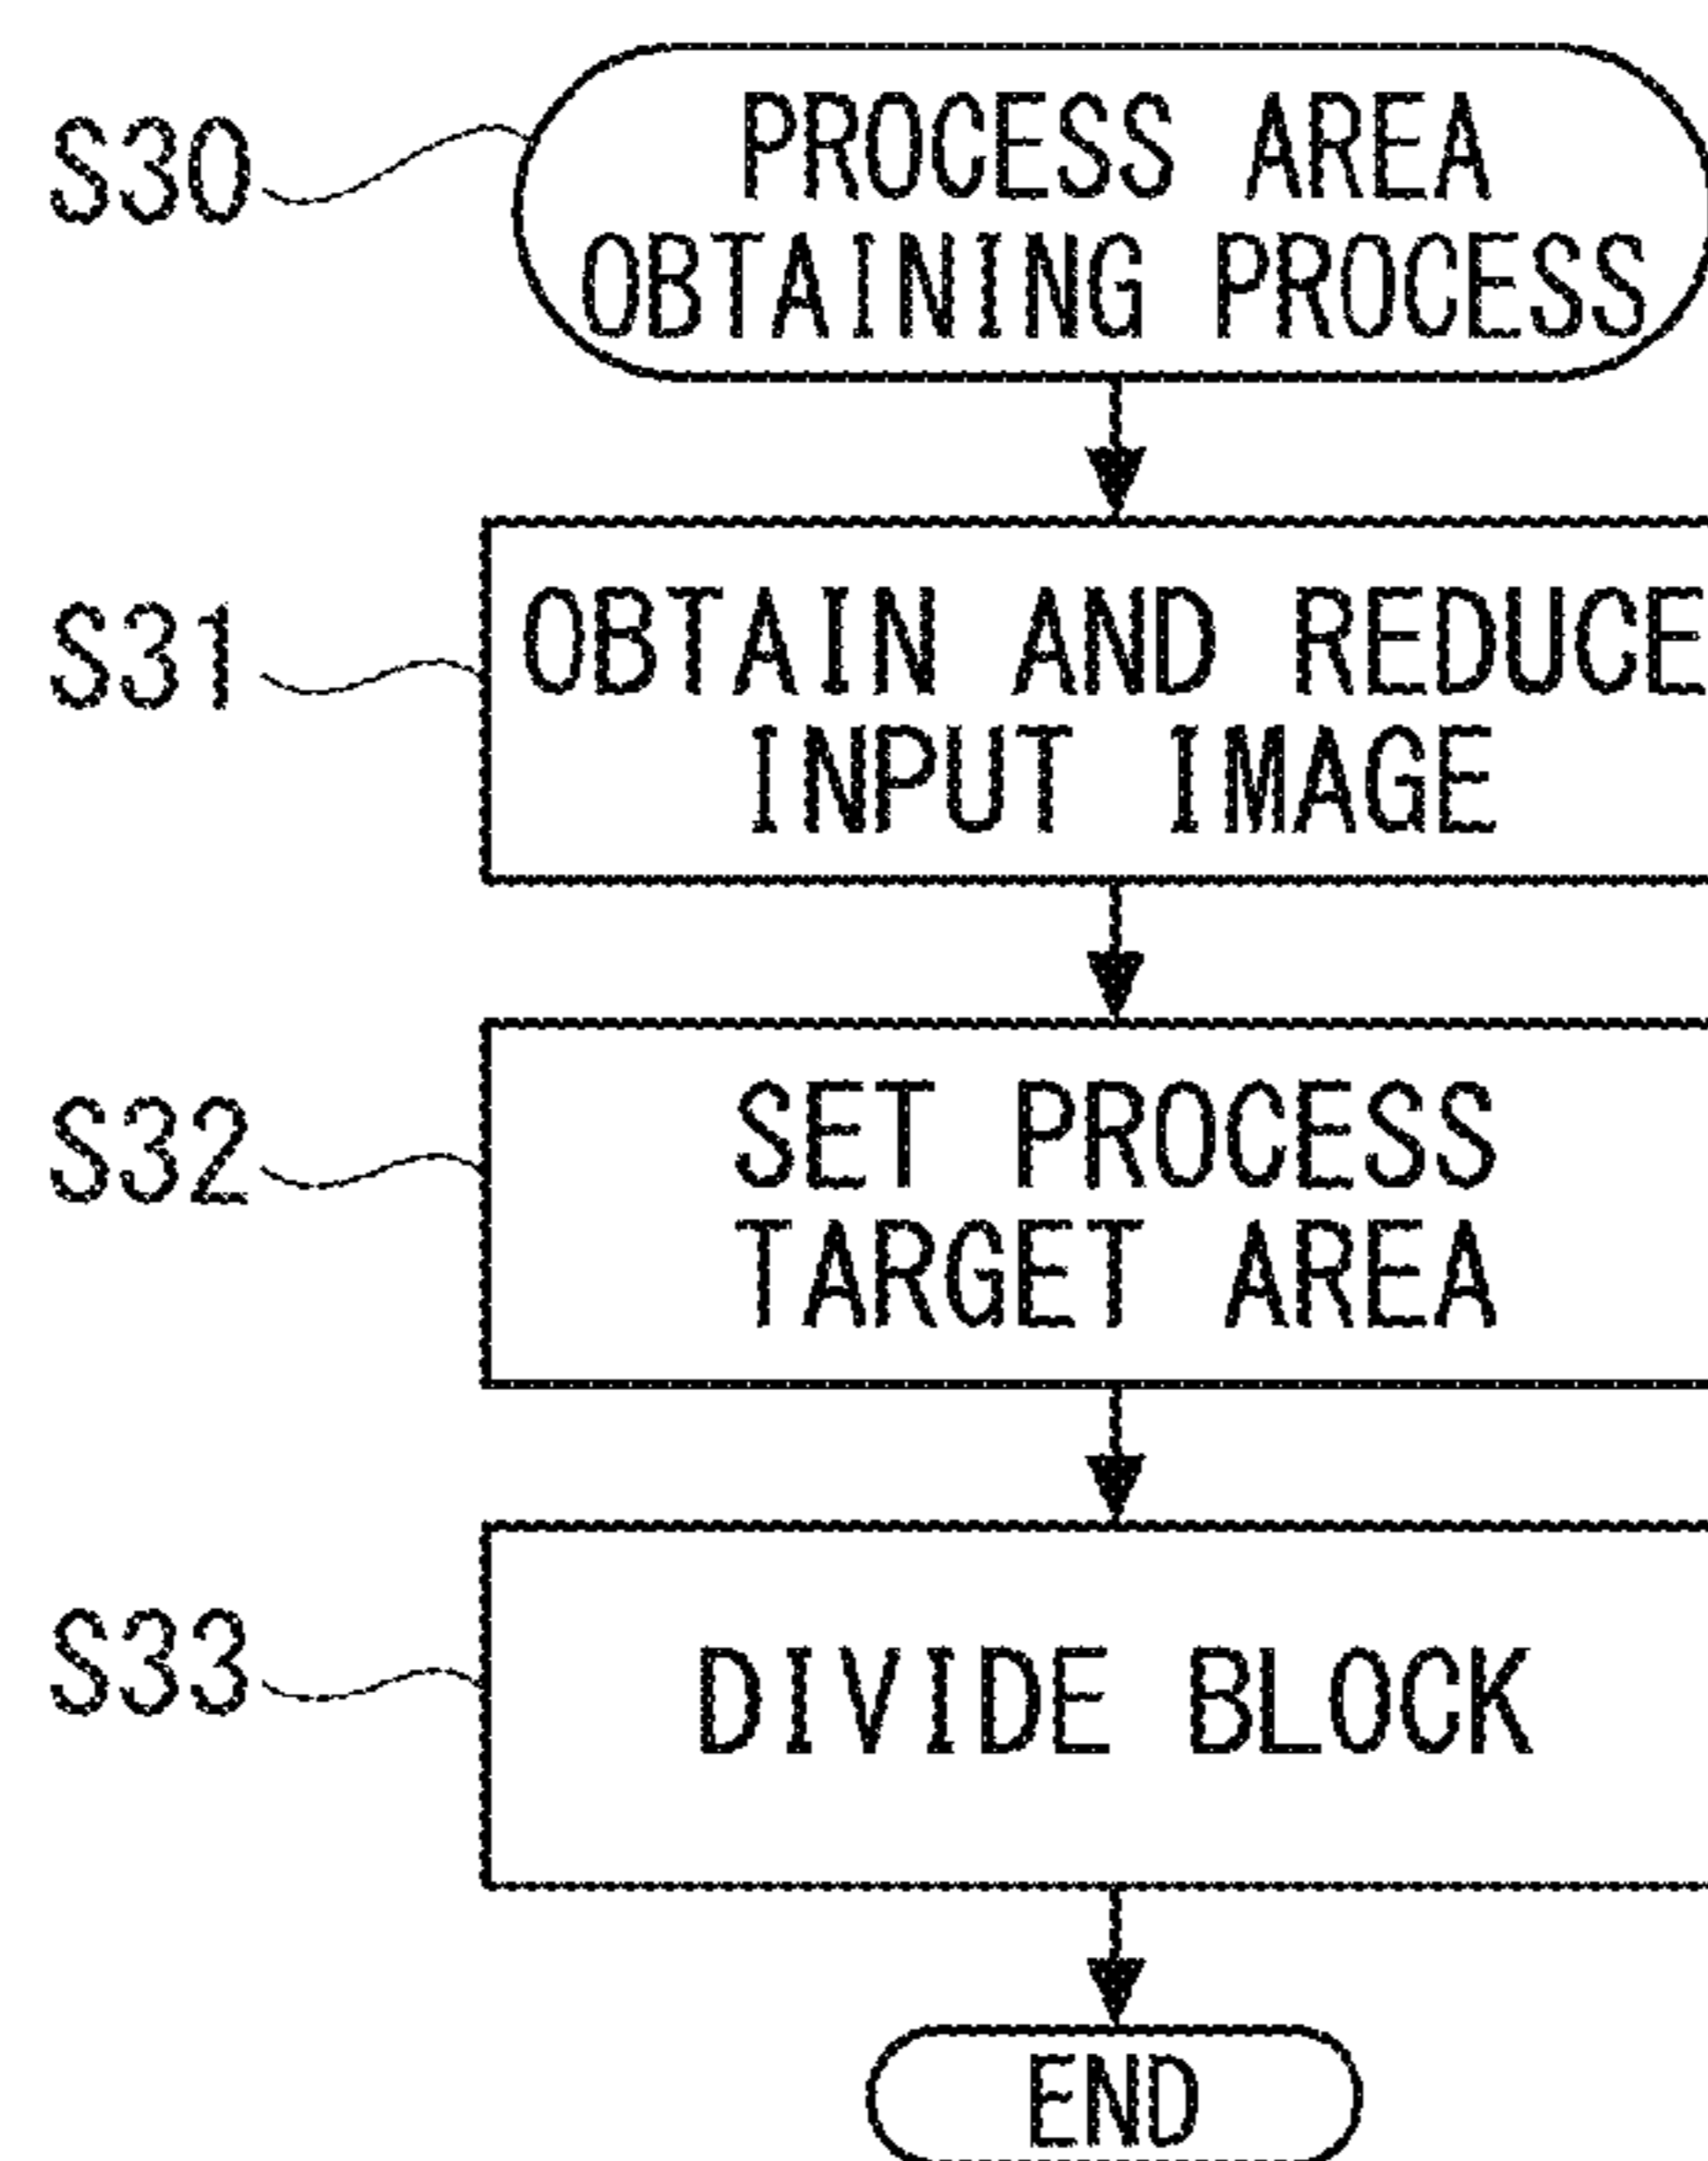 S30
PROCESS AREA
OBTAINING PROCESS
S31
OBTAIN AND REDUCE
INPUT IMAGE
S32
SET PROCESS
TARGET AREA
S33
DIVIDE BLOCK
END